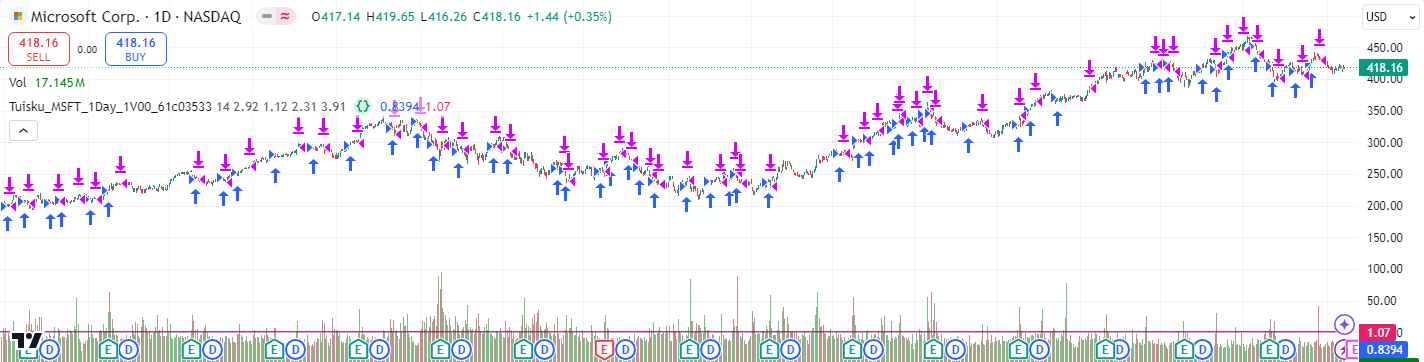 Microsoft Corp. · 1D · NASDAQ O417.14 H419.65 L416.26 C418.16 +1.44 (+0.35%)
USD
418.16 SELL
0.00
418.16 BUY
Vol 17.145M
Tuisku_MSFT_1Day_1V00_61c03533 14 2.92 1.12 2.31 3.91 {} 0.8394 1.07
450.00
418.16
400.00
350.00
300.00
250.00
200.00
150.00
100.00
50.00
1.07
0.8394
E D E D E D E D E D E D E D E D E D E D E D E D E D E D E D E D E